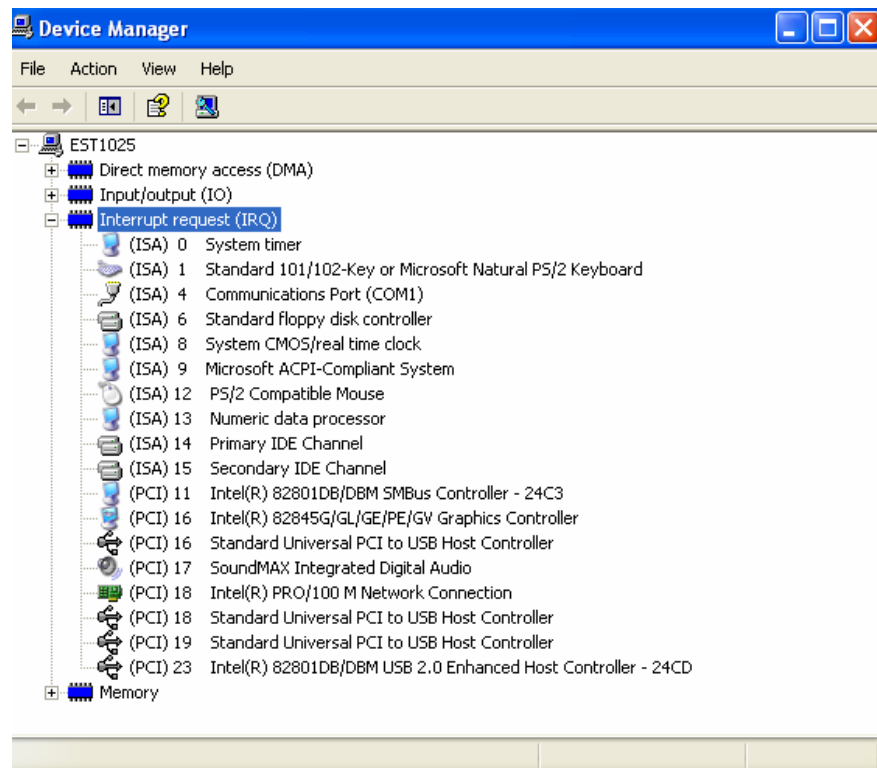 Device Manager
File Action View Help
EST1025
Direct memory access (DMA)
Input/output (IO)
Interrupt request (IRQ)
(ISA) 0 System timer
(ISA) 1 Standard 101/102-Key or Microsoft Natural PS/2 Keyboard
(ISA) 4 Communications Port (COM1)
(ISA) 6 Standard floppy disk controller
(ISA) 8 System CMOS/real time clock
(ISA) 9 Microsoft ACPI-Compliant System
(ISA) 12 PS/2 Compatible Mouse
(ISA) 13 Numeric data processor
(ISA) 14 Primary IDE Channel
(ISA) 15 Secondary IDE Channel
(PCI) 11 Intel(R) 82801DB/DBM SMBus Controller - 24C3
(PCI) 16 Intel(R) 82845G/GL/GE/PE/GV Graphics Controller
(PCI) 16 Standard Universal PCI to USB Host Controller
(PCI) 17 SoundMAX Integrated Digital Audio
(PCI) 18 Intel(R) PRO/100 M Network Connection
(PCI) 18 Standard Universal PCI to USB Host Controller
(PCI) 19 Standard Universal PCI to USB Host Controller
(PCI) 23 Intel(R) 82801DB/DBM USB 2.0 Enhanced Host Controller - 24CD
Memory